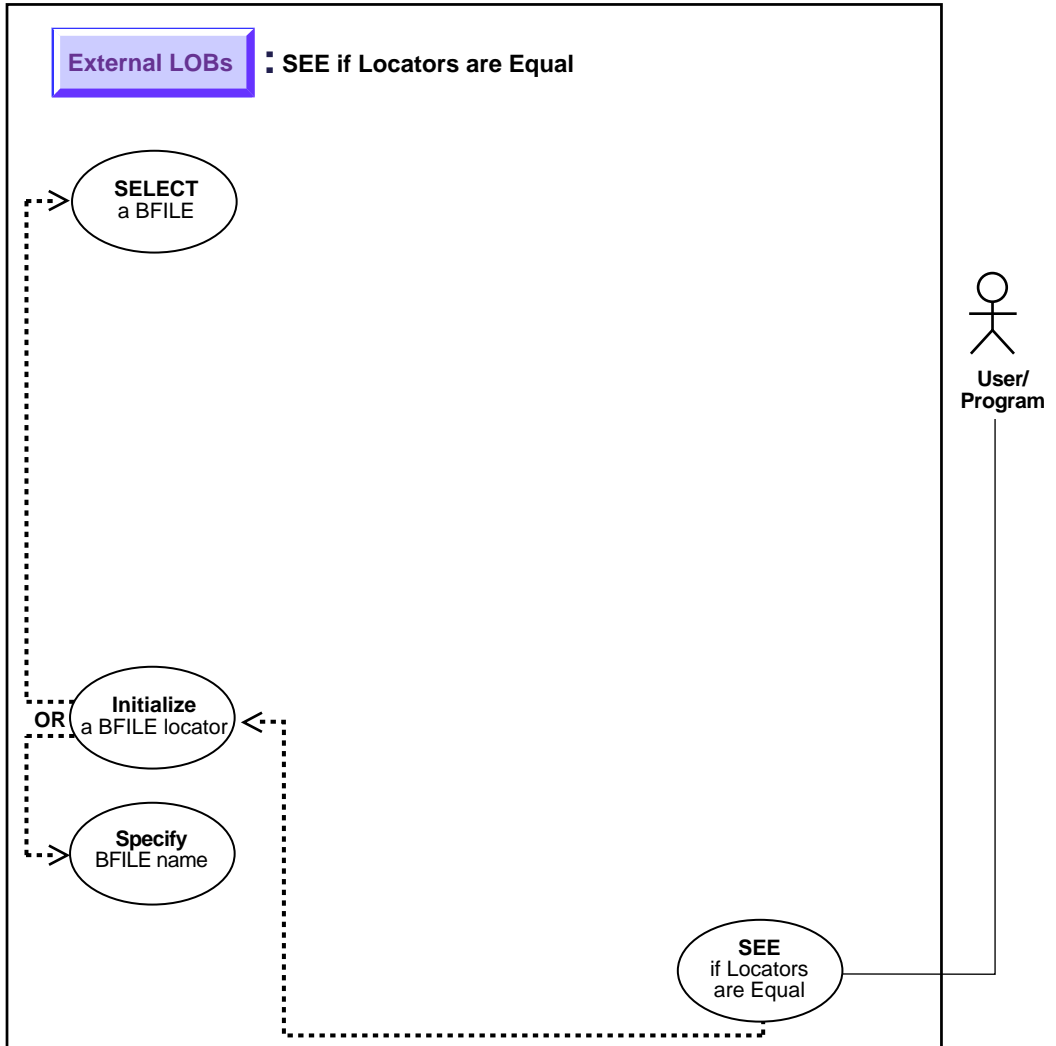 External LOBs : SEE if Locators are Equal
SELECT
a BFILE
User/
Program
Initialize
OR a BFILE locator
Specify
BFILE name
SEE
if Locators
are Equal